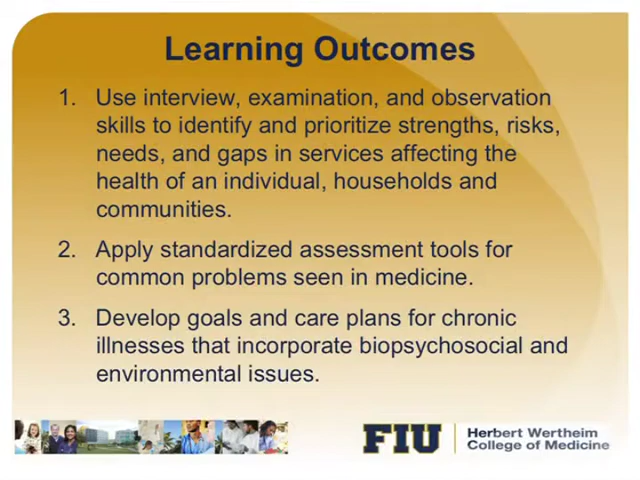 Learning Outcomes
1. Use interview, examination, and observation
skills to identify and prioritize strengths, risks,
needs, and gaps in services affecting the
health of an individual, households and
communities.
2. Apply standardized assessment tools for
common problems seen in medicine.
3. Develop goals and care plans for chronic
illnesses that incorporate biopsychosocial and
environmental issues.
FIU
Herbert Wertheim
College of Medicine